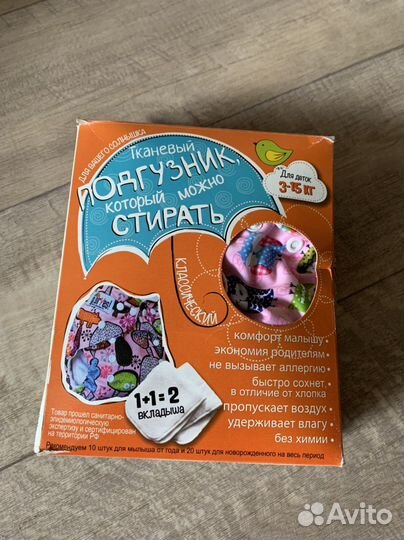 ДЛЯ ВАШЕГО СОЛНЫШКА
Тканевый
ПОДГУЗНИК,
который можно
СТИРАТЬ
КЛАССИЧЕСКИЙ
Для деток
3-15 кг
1+1=2
вкладыша
комфорт малышу
экономия родителям
не вызывает аллергию
быстро сохнет,
в отличие от хлопка
пропускает воздух
удерживает влагу
без химии
Товар прошел санитарно-
эпидемиологическую
экспертизу и сертифицирован
на территории РФ
Рекомендуем 10 штук для мылыша от года и 20 штук для новорожденного на весь период
Avito